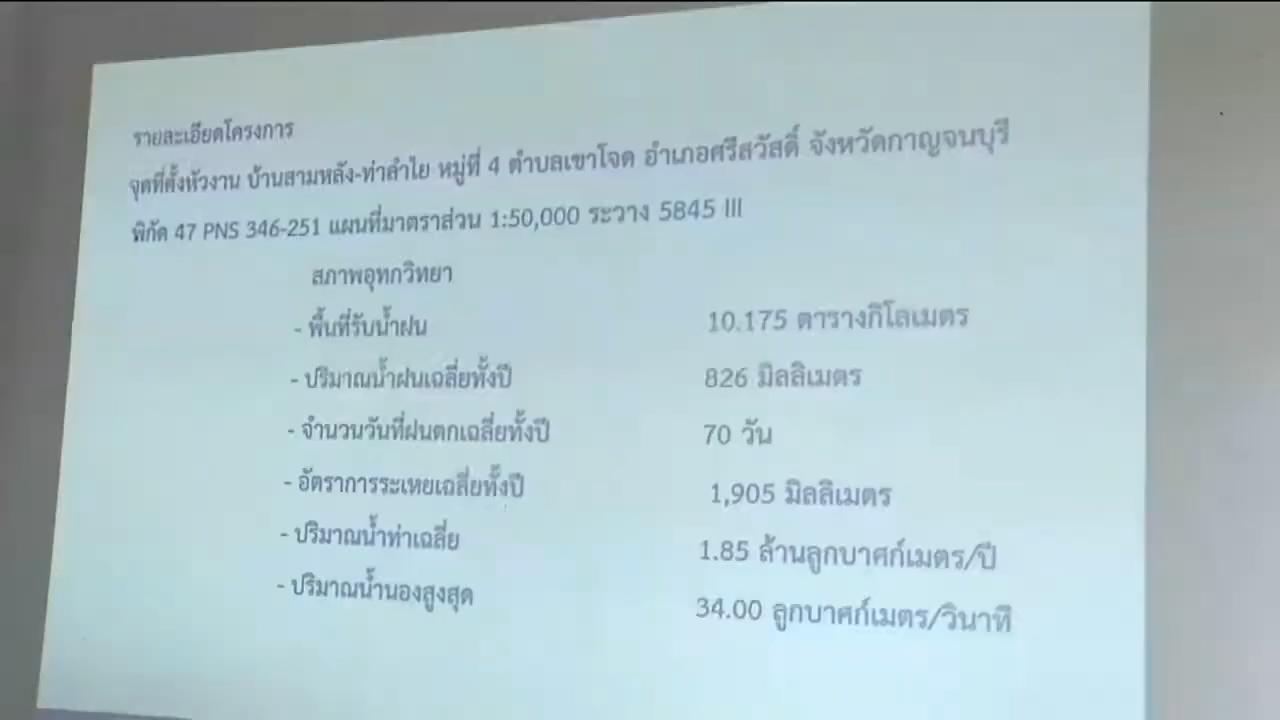 รายละเอียดโครงการ
จุดที่ตั้งหัวงาน บ้านสามหลัง-ท่าลำไย หมู่ที่ 4 ตำบลเขาโจด อำเภอศรีสวัสดิ์ จังหวัดกาญจนบุรี
พิกัด 47 PNS 346-251 แผนที่มาตราส่วน 1:50,000 ระวาง 5845 III
สภาพอุทกวิทยา
- พื้นที่รับน้ำฝน 10.175 ตารางกิโลเมตร
- ปริมาณน้ำฝนเฉลี่ยทั้งปี 826 มิลลิเมตร
- จำนวนวันที่ฝนตกเฉลี่ยทั้งปี 70 วัน
- อัตราการระเหยเฉลี่ยทั้งปี 1,905 มิลลิเมตร
- ปริมาณน้ำท่าเฉลี่ย 1.85 ล้านลูกบาศก์เมตร/ปี
- ปริมาณน้ำนองสูงสุด 34.00 ลูกบาศก์เมตร/วินาที